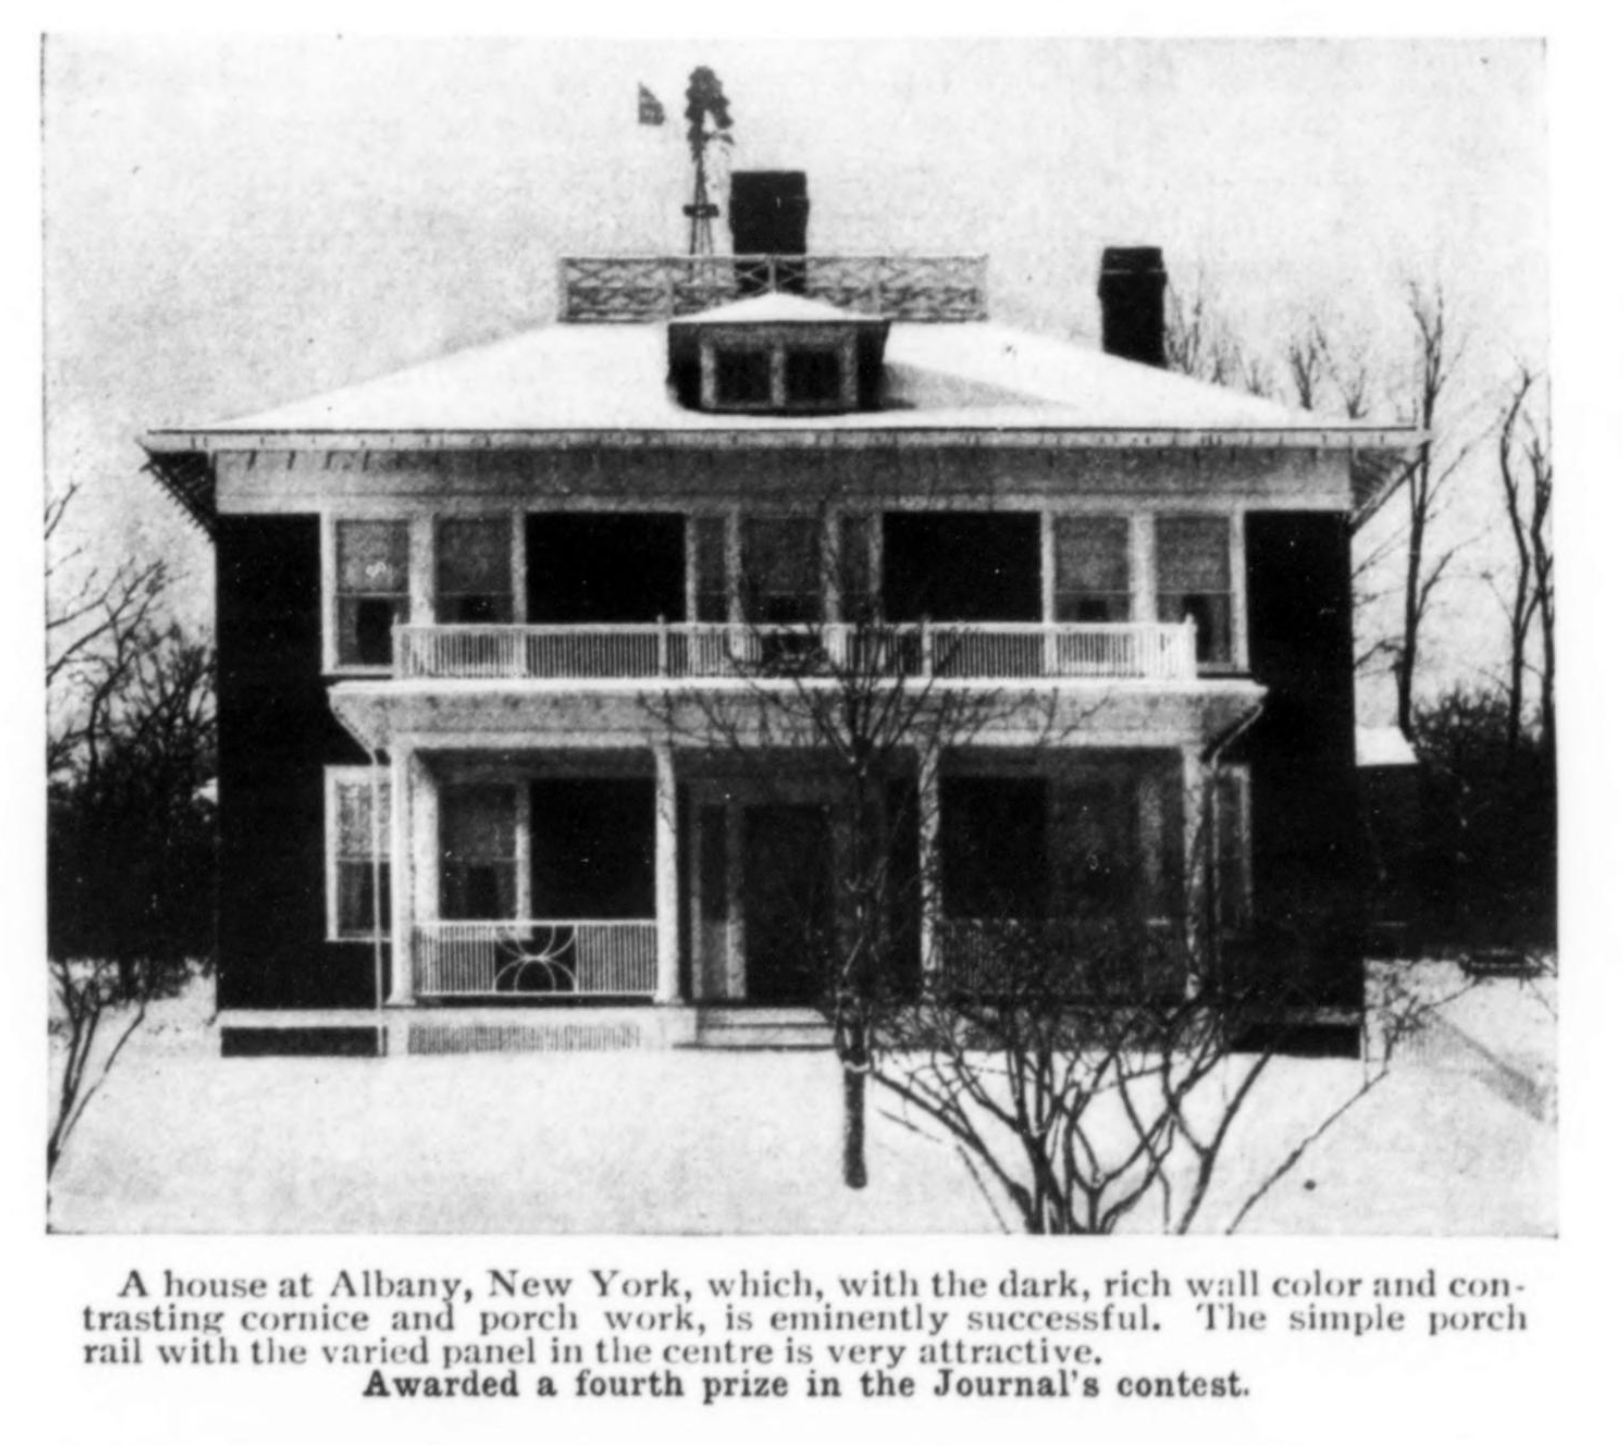 A house at Albany, New York, which, with the dark, rich wall color and con-
trasting cornice and porch work, is eminently successful. The simple porch
rail with the varied panel in the centre is very attractive.
Awarded a fourth prize in the Journal's contest.